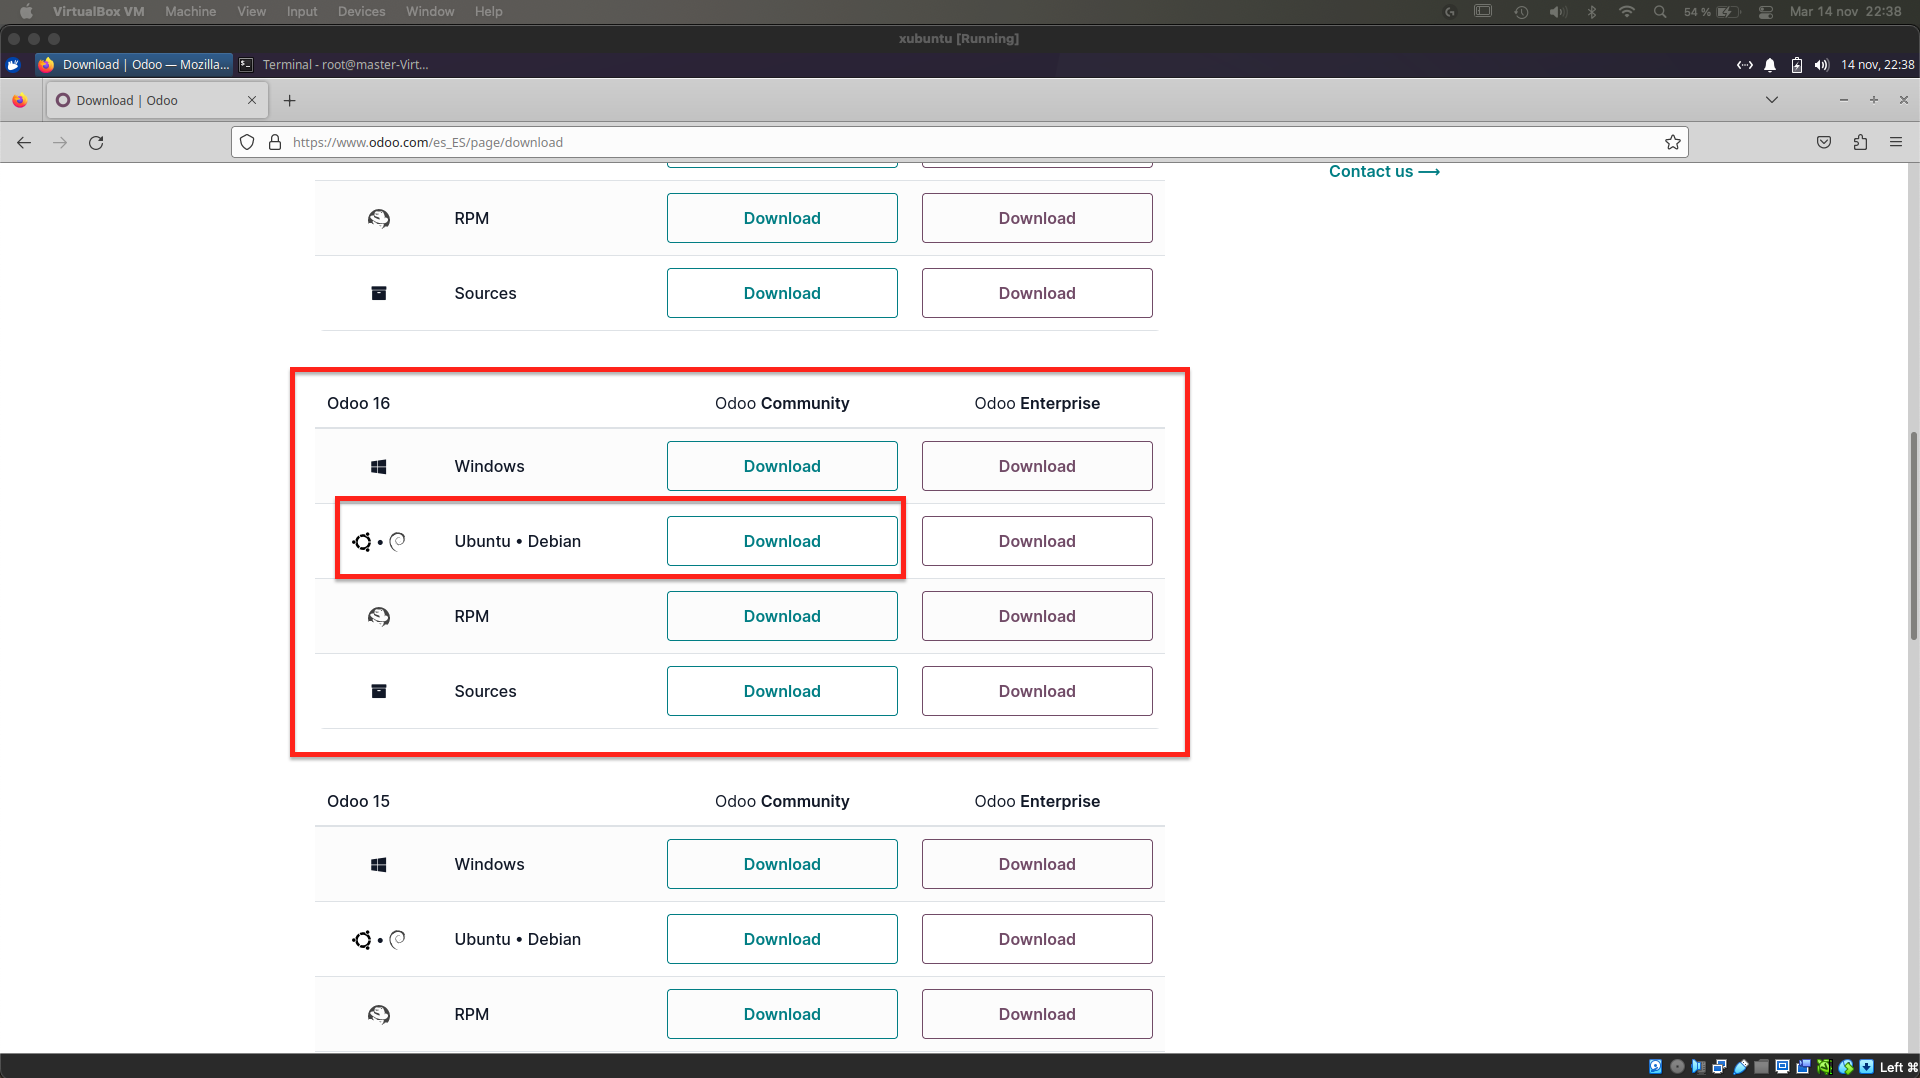 VirtualBox VM Machine View Input Devices Window Help 54 % Mar 14 nov 22:38
xubuntu [Running]
Download | Odoo — Mozilla... Terminal - root@master-Virt... 14 nov, 22:38
Download | Odoo
https://www.odoo.com/es_ES/page/download
Contact us ⟶
RPM Download Download
Sources Download Download
Odoo 16 Odoo Community Odoo Enterprise
Windows Download Download
Ubuntu • Debian Download Download
RPM Download Download
Sources Download Download
Odoo 15 Odoo Community Odoo Enterprise
Windows Download Download
Ubuntu • Debian Download Download
RPM Download Download
Left ⌘